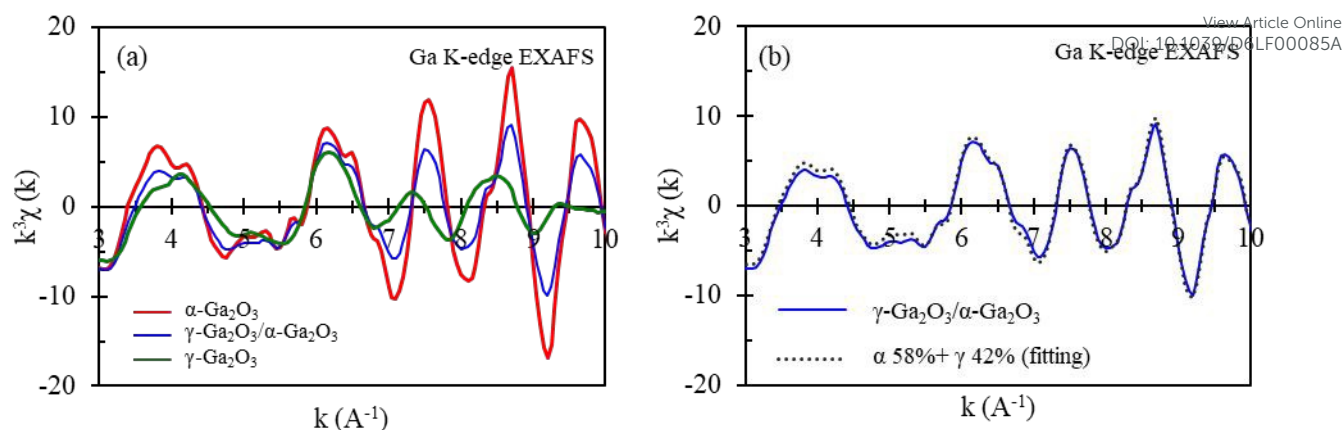 View Article Online
DOI: 10.1039/D6LF00085A
(a)
Ga K-edge EXAFS
20
10
0
-10
-20
k³χ (k)
3 4 5 6 7 8 9 10
k (A⁻¹)
α-Ga₂O₃
γ-Ga₂O₃/α-Ga₂O₃
γ-Ga₂O₃
(b)
Ga K-edge EXAFS
20
10
0
-10
-20
k³χ (k)
3 4 5 6 7 8 9 10
k (A⁻¹)
γ-Ga₂O₃/α-Ga₂O₃
α 58%+ γ 42% (fitting)